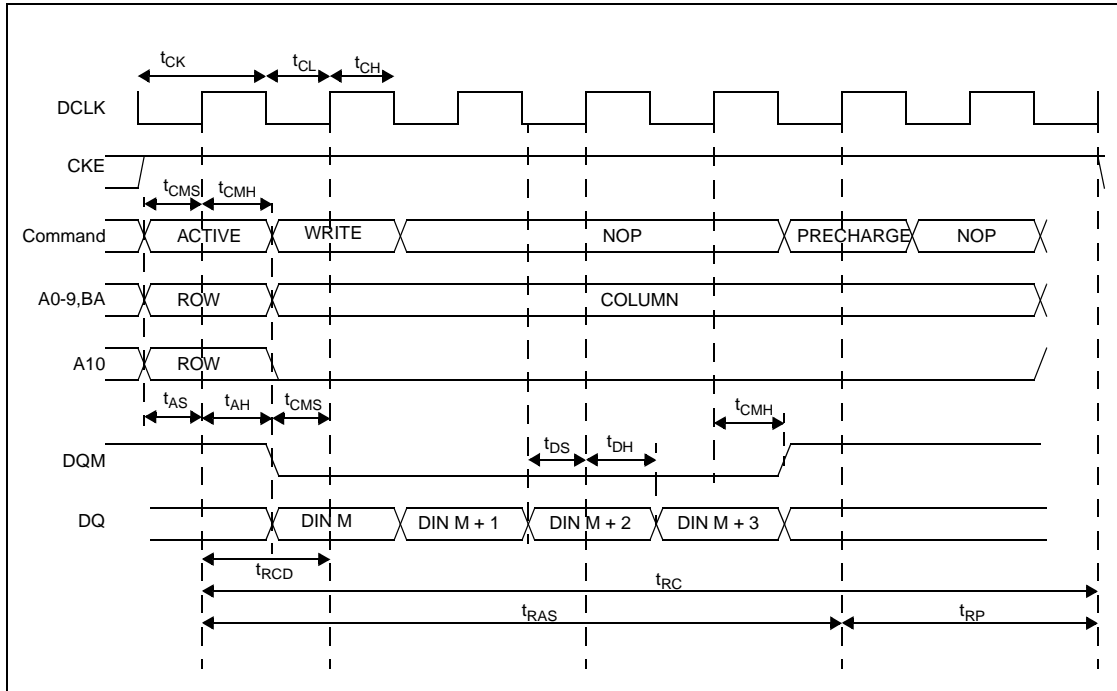 tCK tCL tCH
DCLK
CKE
tCMS tCMH
Command ACTIVE WRITE NOP PRECHARGE NOP
A0-9,BA ROW COLUMN
A10 ROW
tAS tAH tCMS tCMH
DQM tDS tDH
DQ DIN M DIN M + 1 DIN M + 2 DIN M + 3
tRCD tRC
tRAS tRP